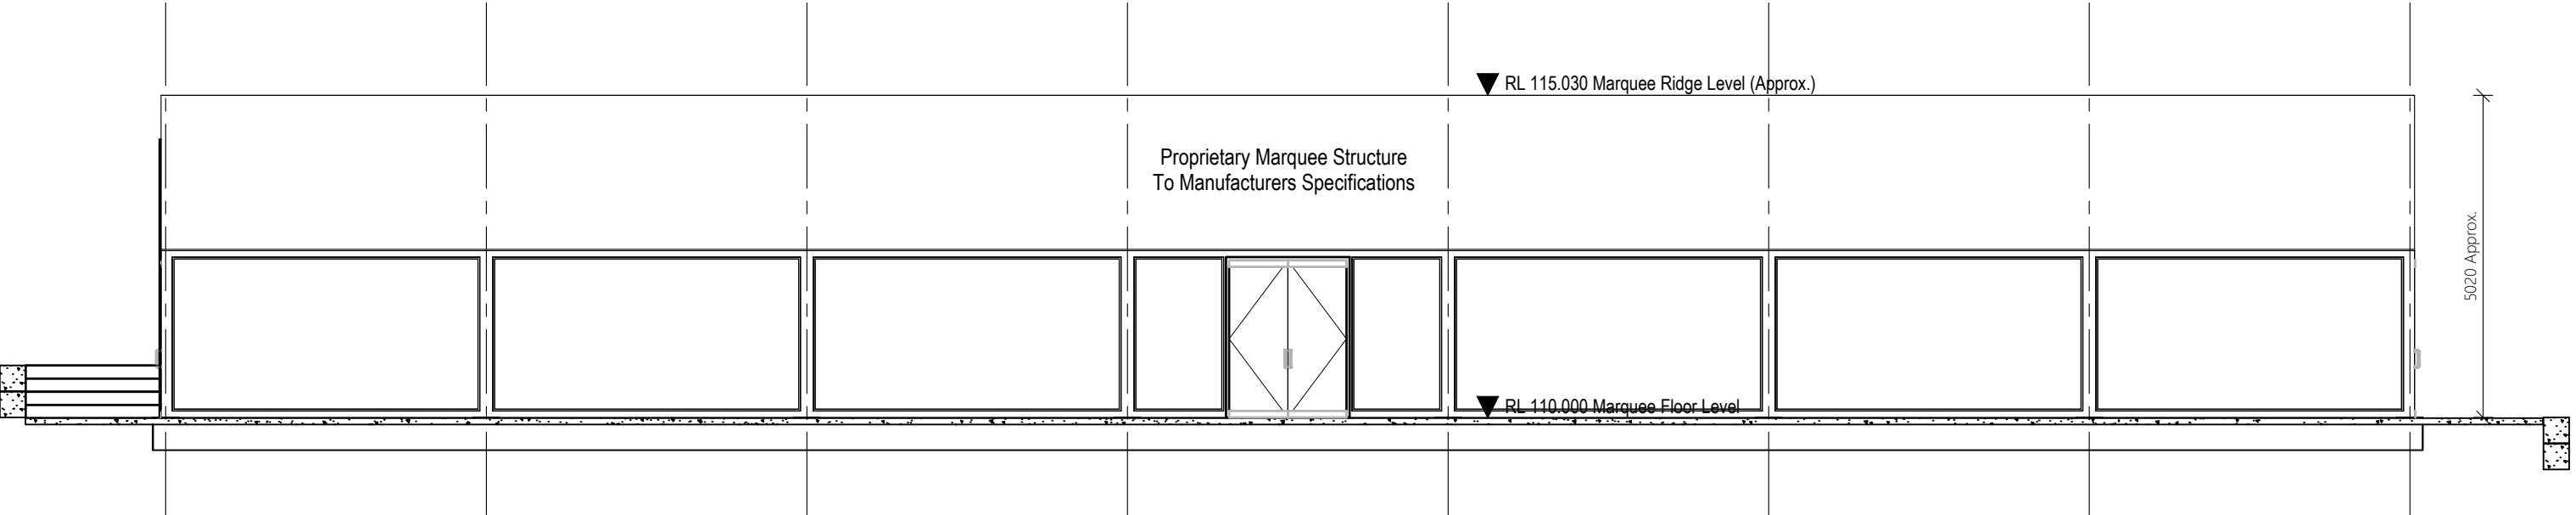 RL 115.030 Marquee Ridge Level (Approx.)
Proprietary Marquee Structure
To Manufacturers Specifications
5020 Approx.
RL 110.000 Marquee Floor Level